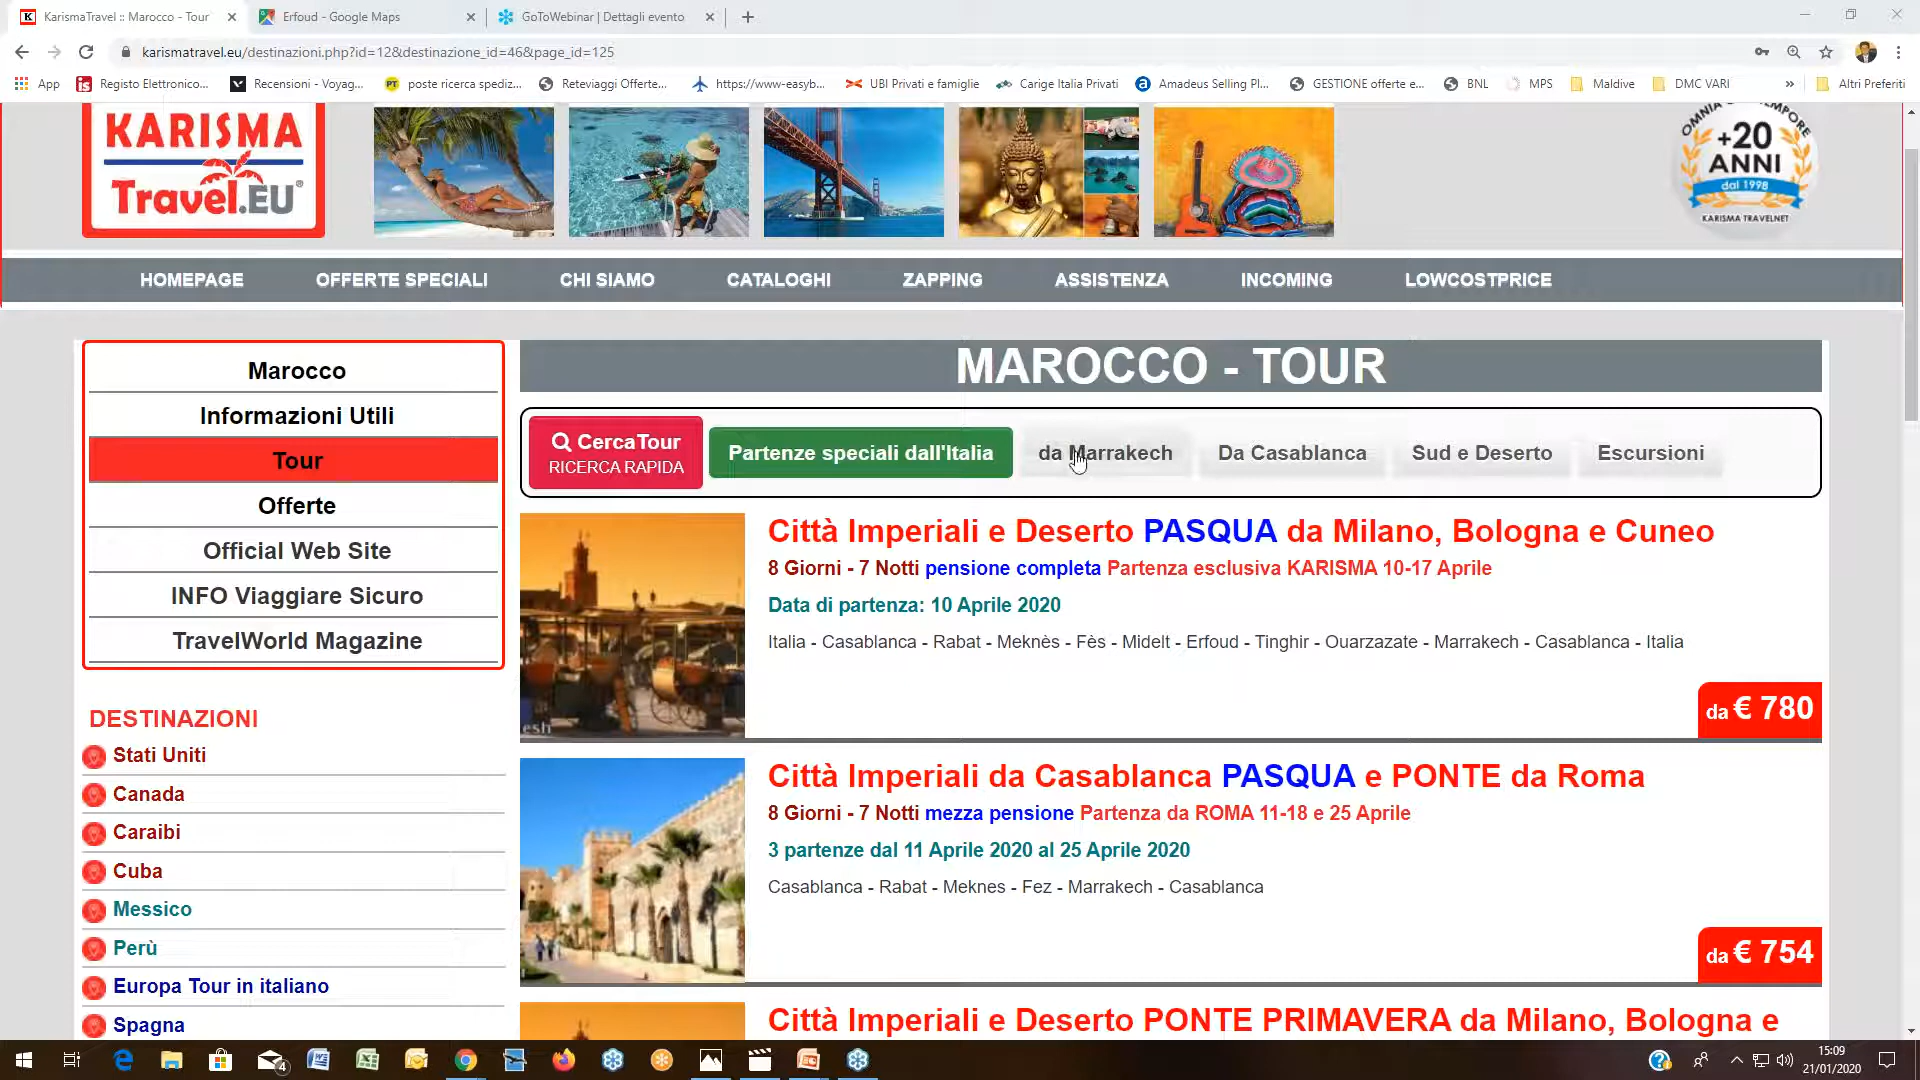 KarismaTravel :: Marocco - Tour
Erfoud - Google Maps
GoToWebinar | Dettagli evento
karismatravel.eu/destinazioni.php?id=12&destinazione_id=46&page_id=125
App
Registo Elettronico...
Recensioni - Voyag...
poste ricerca spediz...
Reteviaggi Offerte...
https://www-easyb...
UBI Privati e famiglie
Carige Italia Privati
Amadeus Selling Pl...
GESTIONE offerte e...
BNL
MPS
Maldive
DMC VARI
»
Altri Preferiti
KARISMA
Travel.EU®
+20
ANNI
dal 1998
KARISMA TRAVELNET
HOMEPAGE
OFFERTE SPECIALI
CHI SIAMO
CATALOGHI
ZAPPING
ASSISTENZA
INCOMING
LOWCOSTPRICE
Marocco
Informazioni Utili
Tour
Offerte
Official Web Site
INFO Viaggiare Sicuro
TravelWorld Magazine
DESTINAZIONI
Stati Uniti
Canada
Caraibi
Cuba
Messico
Perù
Europa Tour in italiano
Spagna
MAROCCO - TOUR
CercaTour
RICERCA RAPIDA
Partenze speciali dall'Italia
da Marrakech
Da Casablanca
Sud e Deserto
Escursioni
Città Imperiali e Deserto PASQUA da Milano, Bologna e Cuneo
8 Giorni - 7 Notti pensione completa Partenza esclusiva KARISMA 10-17 Aprile
Data di partenza: 10 Aprile 2020
Italia - Casablanca - Rabat - Meknès - Fès - Midelt - Erfoud - Tinghir - Ouarzazate - Marrakech - Casablanca - Italia
da € 780
Città Imperiali da Casablanca PASQUA e PONTE da Roma
8 Giorni - 7 Notti mezza pensione Partenza da ROMA 11-18 e 25 Aprile
3 partenze dal 11 Aprile 2020 al 25 Aprile 2020
Casablanca - Rabat - Meknes - Fez - Marrakech - Casablanca
da € 754
Città Imperiali e Deserto PONTE PRIMAVERA da Milano, Bologna e
4
15:09
21/01/2020